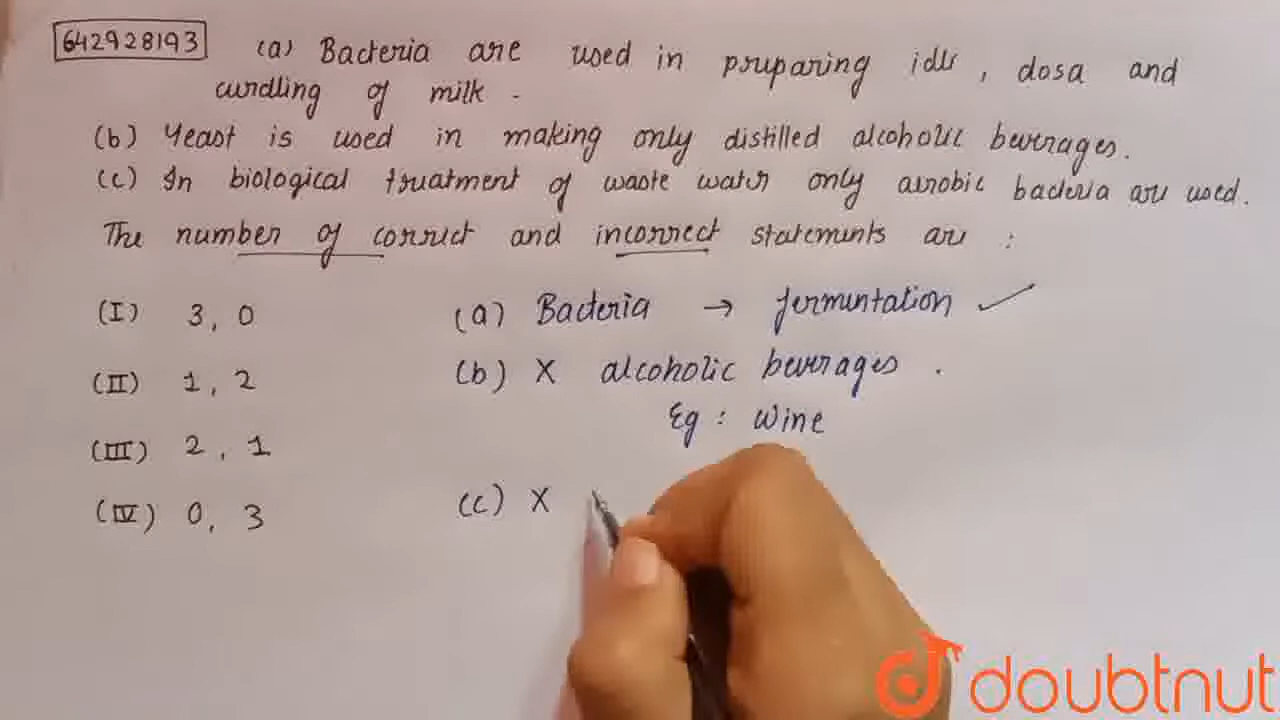 642928193
(a) Bacteria are used in preparing idli, dosa and
curdling of milk.
(b) Yeast is used in making only distilled alcoholic beverages.
(c) In biological treatment of waste water only aerobic bacteria are used.
The number of correct and incorrect statements are :
(I) 3, 0
(II) 1, 2
(III) 2, 1
(IV) 0, 3
(a) Bacteria → fermentation ✓
(b) X alcoholic beverages.
Eg : Wine
(c) X
doubtnut